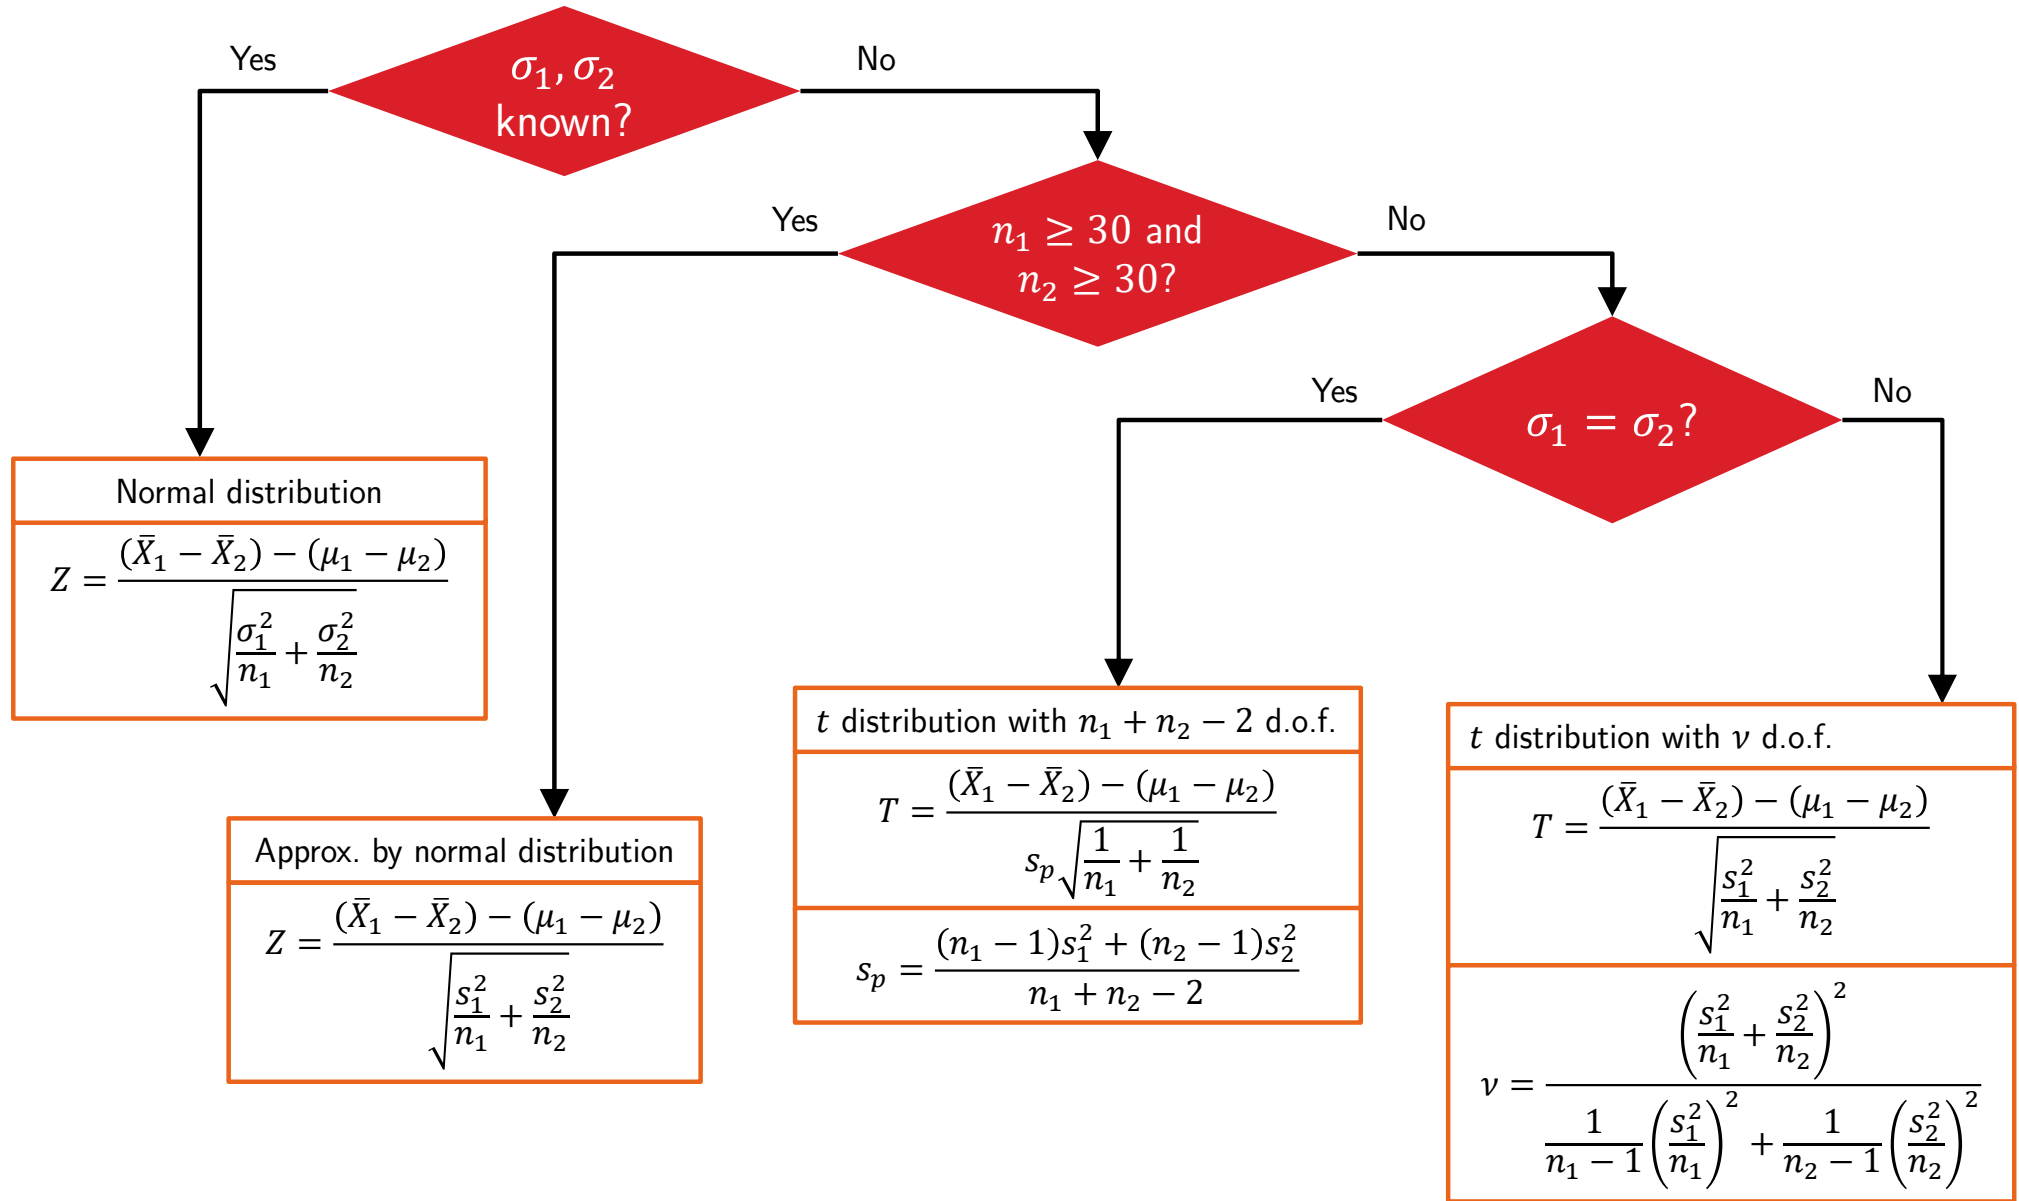 Yes
σ₁, σ₂
known?
No
Yes
n₁ ≥ 30 and
n₂ ≥ 30?
No
Yes
σ₁ = σ₂?
No
Normal distribution
Z = ((X̄₁ − X̄₂) − (μ₁ − μ₂)) / √(σ₁²/n₁ + σ₂²/n₂)
Approx. by normal distribution
Z = ((X̄₁ − X̄₂) − (μ₁ − μ₂)) / √(s₁²/n₁ + s₂²/n₂)
t distribution with n₁ + n₂ − 2 d.o.f.
T = ((X̄₁ − X̄₂) − (μ₁ − μ₂)) / (sₚ√(1/n₁ + 1/n₂))
sₚ = ((n₁ − 1)s₁² + (n₂ − 1)s₂²) / (n₁ + n₂ − 2)
t distribution with ν d.o.f.
T = ((X̄₁ − X̄₂) − (μ₁ − μ₂)) / √(s₁²/n₁ + s₂²/n₂)
ν = (s₁²/n₁ + s₂²/n₂)² / (1/(n₁ − 1) (s₁²/n₁)² + 1/(n₂ − 1) (s₂²/n₂)²)